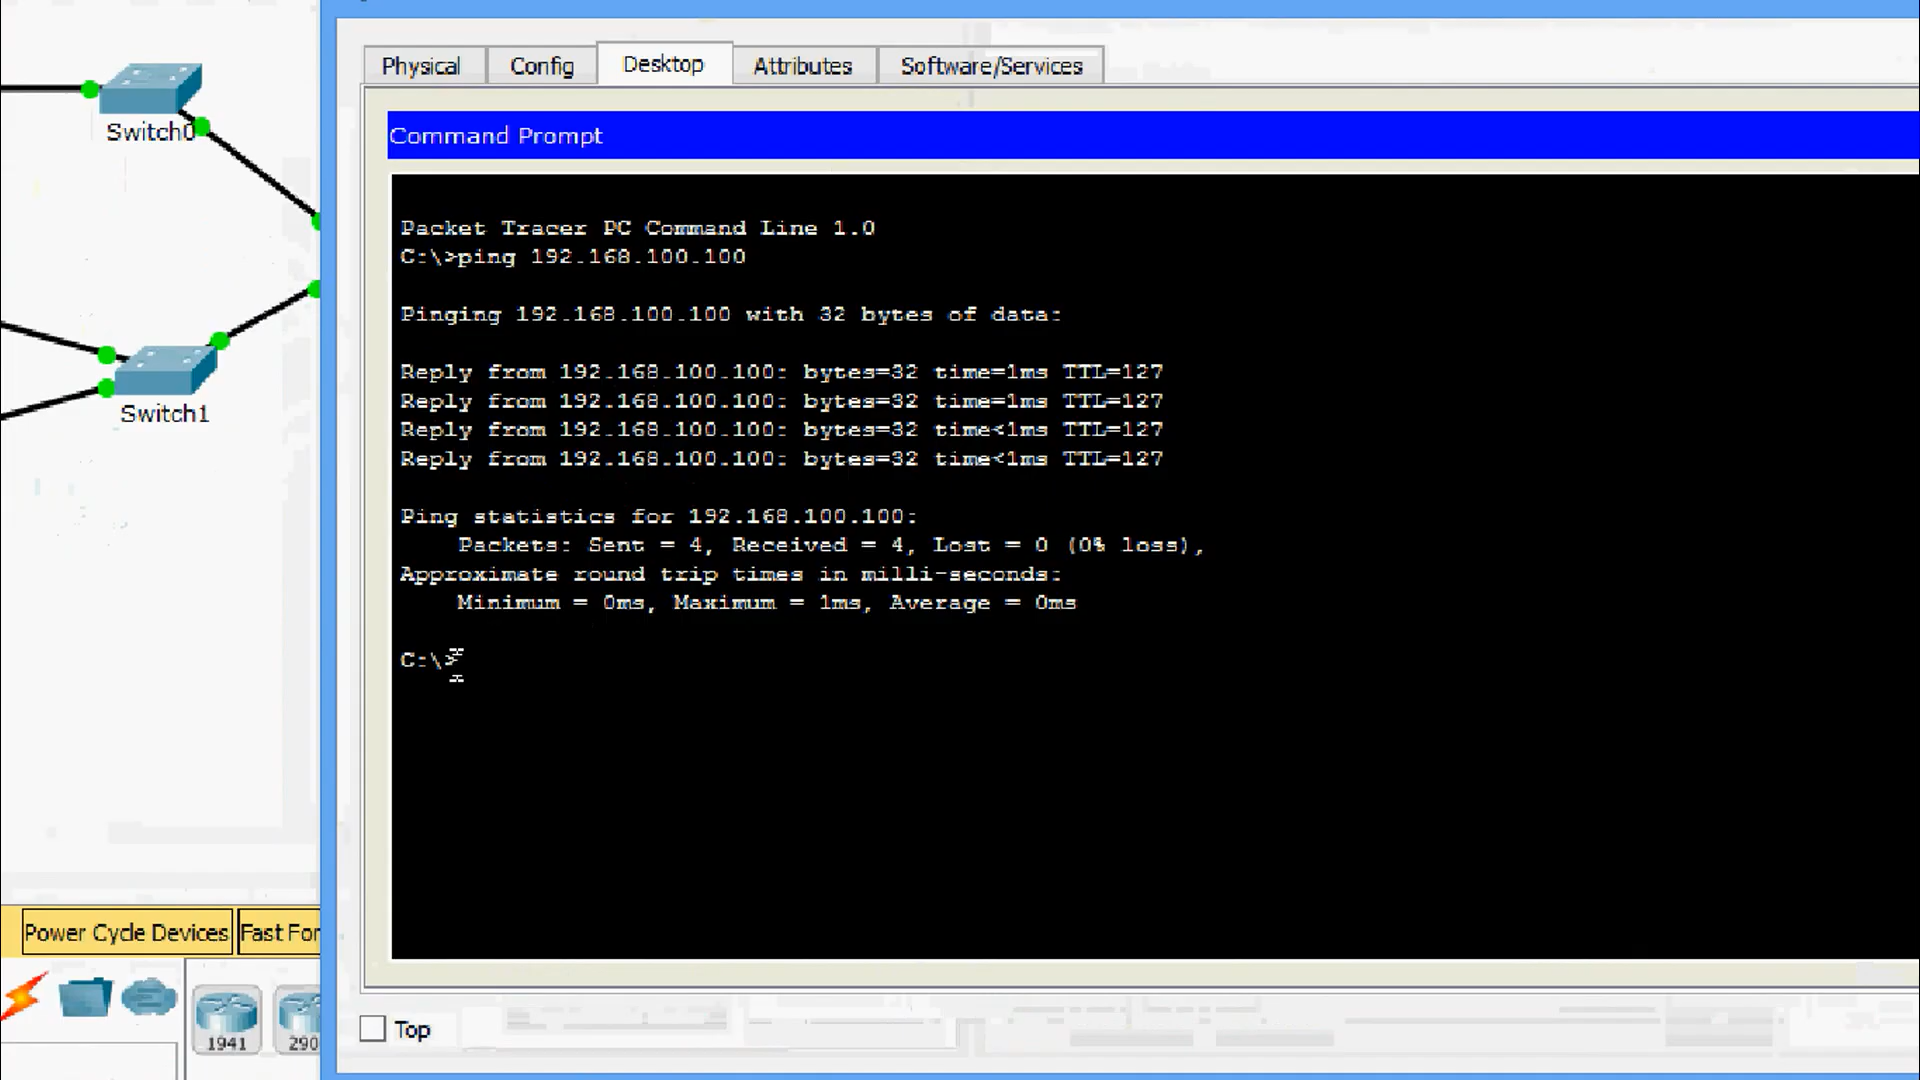 Physical
Config
Desktop
Attributes
Software/Services
Switch0
Switch1
Command Prompt
Packet Tracer PC Command Line 1.0
C:\>ping 192.168.100.100
Pinging 192.168.100.100 with 32 bytes of data:
Reply from 192.168.100.100: bytes=32 time=1ms TTL=127
Reply from 192.168.100.100: bytes=32 time=1ms TTL=127
Reply from 192.168.100.100: bytes=32 time<1ms TTL=127
Reply from 192.168.100.100: bytes=32 time<1ms TTL=127
Ping statistics for 192.168.100.100:
Packets: Sent = 4, Received = 4, Lost = 0 (0% loss),
Approximate round trip times in milli-seconds:
Minimum = 0ms, Maximum = 1ms, Average = 0ms
C:\>
Power Cycle Devices
Fast For
1941
290
Top